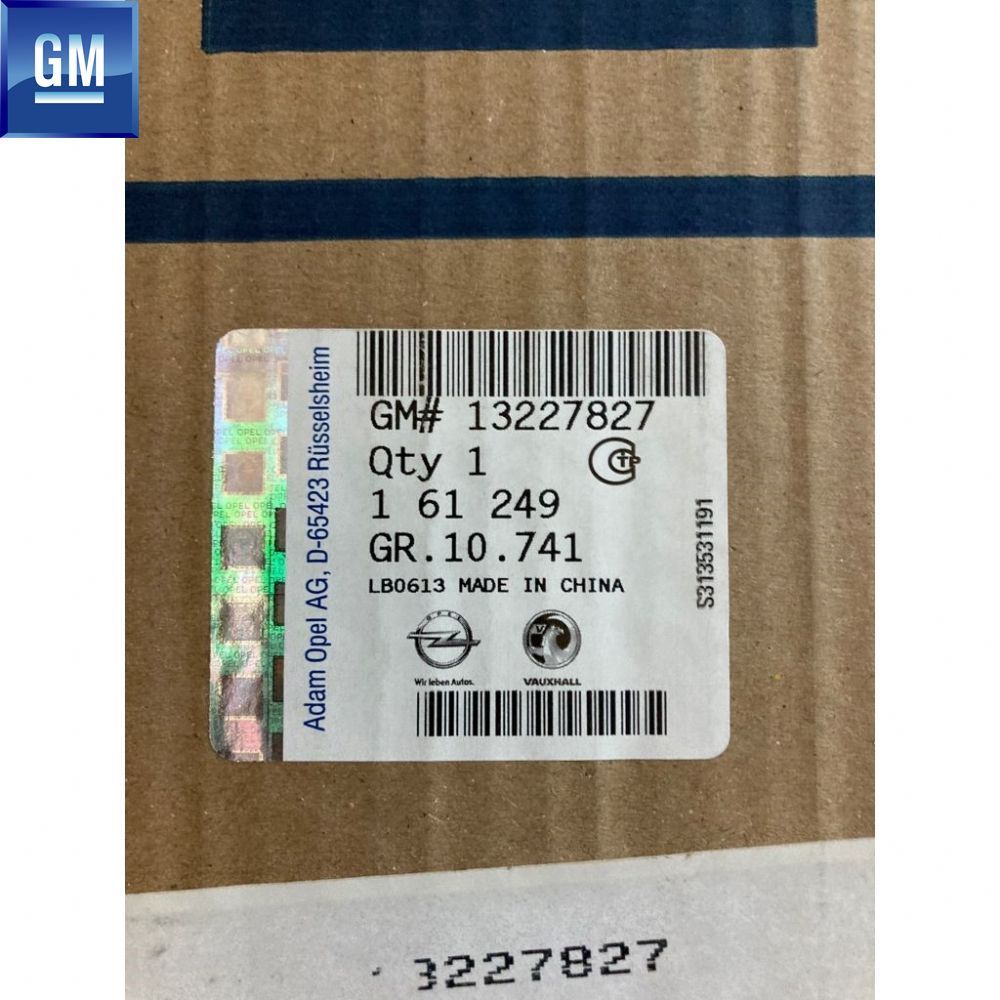 GM
Adam Opel AG, D-65423 Rüsselsheim
GM# 13227827
Qty 1
1 61 249
GR.10.741
LB0613 MADE IN CHINA
S313531191
OPEL
Wir leben Autos.
VAUXHALL
3227827